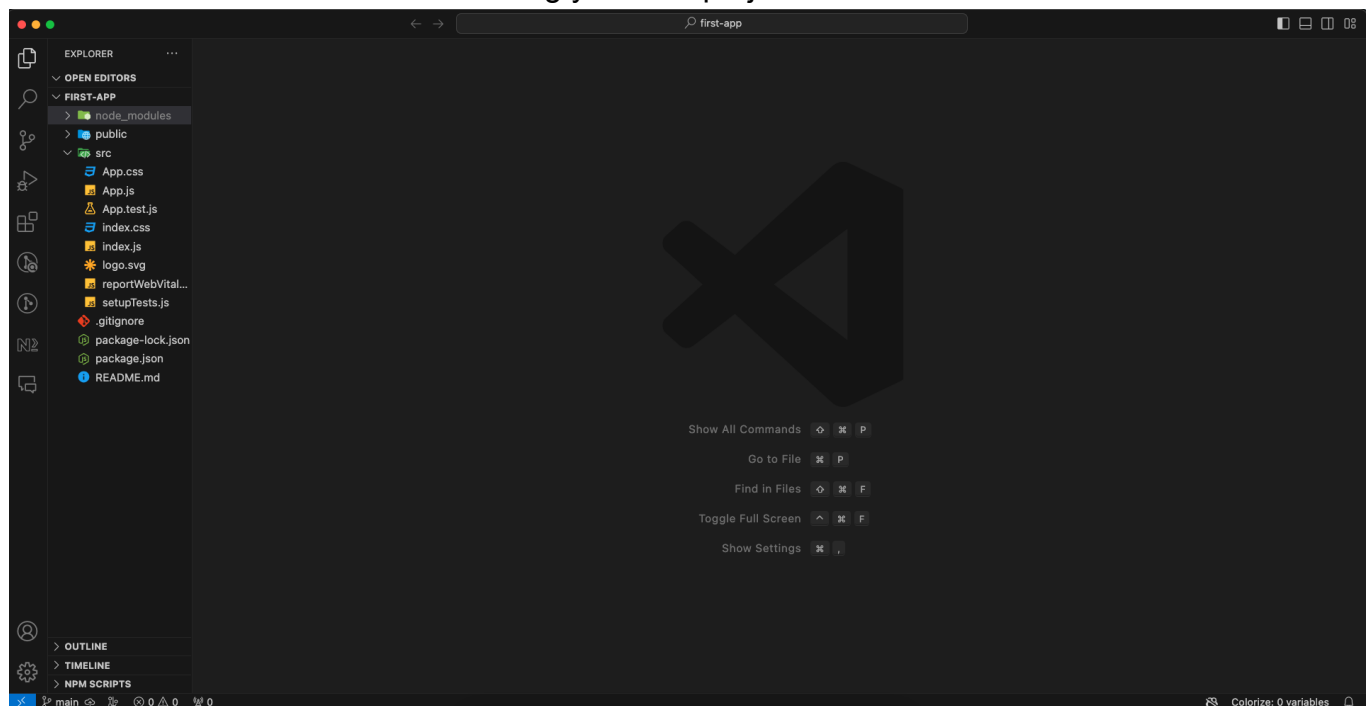 first-app
EXPLORER
OPEN EDITORS
FIRST-APP
node_modules
public
src
App.css
App.js
App.test.js
index.css
index.js
logo.svg
reportWebVital...
setupTests.js
.gitignore
package-lock.json
package.json
README.md
Show All Commands ⇧ ⌘ P
Go to File ⌘ P
Find in Files ⇧ ⌘ F
Toggle Full Screen ^ ⌘ F
Show Settings ⌘ ,
OUTLINE
TIMELINE
NPM SCRIPTS
main 0 0 0 Colorize: 0 variables